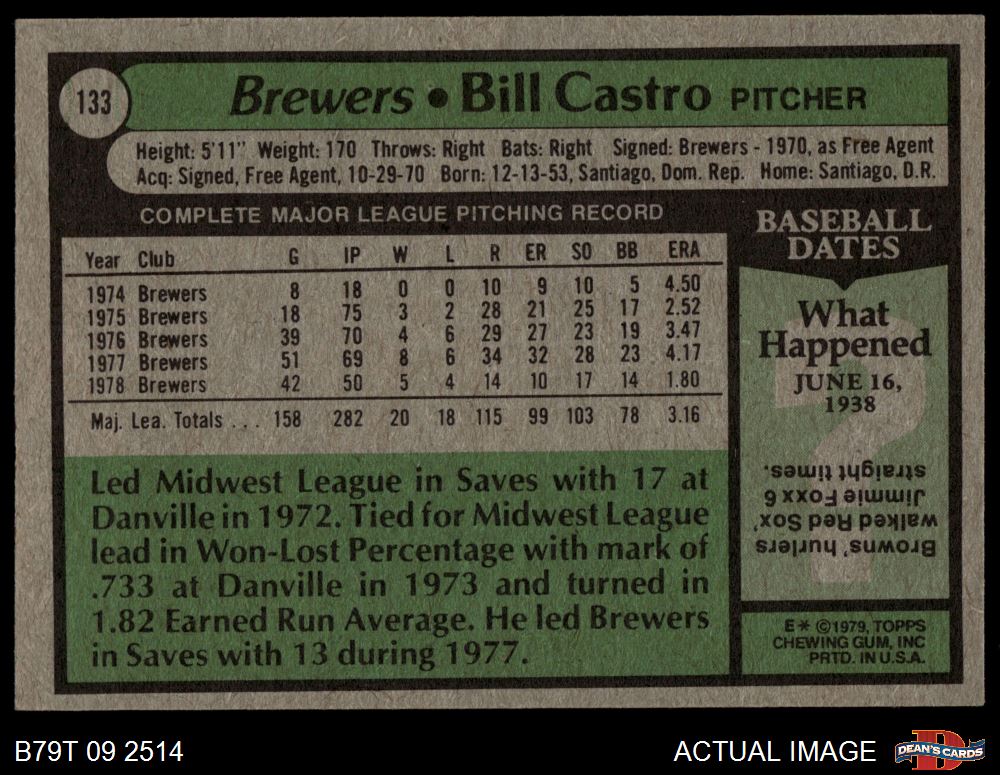 133
Brewers • Bill Castro PITCHER
Height: 5'11" Weight: 170 Throws: Right Bats: Right Signed: Brewers - 1970, as Free Agent
Acq: Signed, Free Agent, 10-29-70 Born: 12-13-53, Santiago, Dom. Rep. Home: Santiago, D.R.
COMPLETE MAJOR LEAGUE PITCHING RECORD
Year Club G IP W L R ER SO BB ERA
1974 Brewers 8 18 0 0 10 9 10 5 4.50
1975 Brewers 18 75 3 2 28 21 25 17 2.52
1976 Brewers 39 70 4 6 29 27 23 19 3.47
1977 Brewers 51 69 8 6 34 32 28 23 4.17
1978 Brewers 42 50 5 4 14 10 17 14 1.80
Maj. Lea. Totals . . . 158 282 20 18 115 99 103 78 3.16
Led Midwest League in Saves with 17 at
Danville in 1972. Tied for Midwest League
lead in Won-Lost Percentage with mark of
.733 at Danville in 1973 and turned in
1.82 Earned Run Average. He led Brewers
in Saves with 13 during 1977.
BASEBALL
DATES
What
Happened
JUNE 16,
1938
?
Browns' hurlers
walked Red Sox'
Jimmie Foxx 6
straight times.
E* ©1979, TOPPS
CHEWING GUM, INC
PRTD. IN U.S.A.
B79T 09 2514
ACTUAL IMAGE
D
DEAN'S CARDS